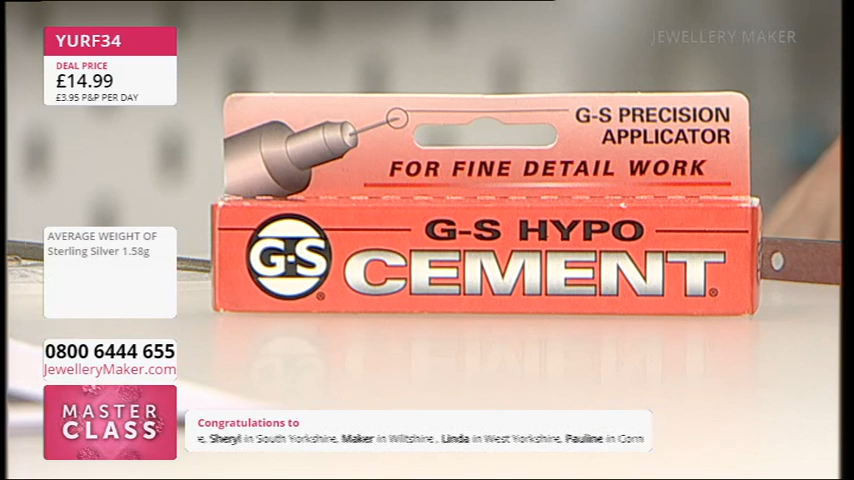 YURF34
DEAL PRICE
£14.99
£3.95 P&P PER DAY
JEWELLERY MAKER
G-S PRECISION
APPLICATOR
FOR FINE DETAIL WORK
G-S HYPO
G-S
CEMENT
®
®
AVERAGE WEIGHT OF
Sterling Silver 1.58g
0800 6444 655
JewelleryMaker.com
MASTER
CLASS
Congratulations to
e, Sheryl in South Yorkshire, Maker in Wiltshire, Linda in West Yorkshire, Pauline in Corn